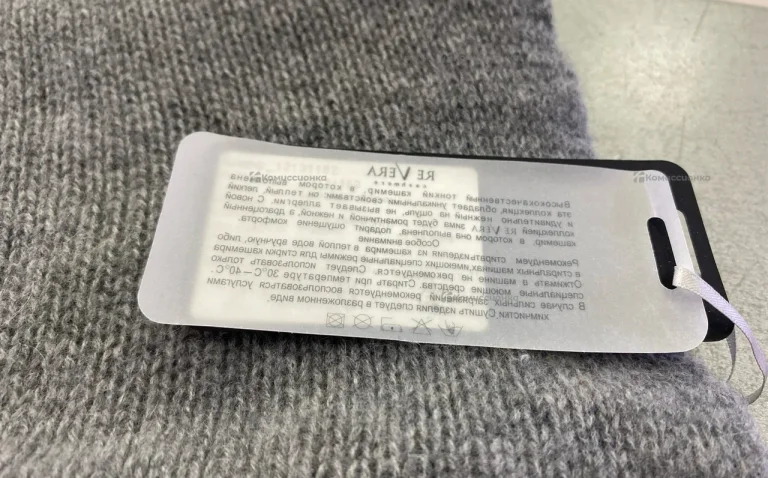 RE VERA
cashmere
Высококачественный тонкий кашемир, в котором выполнена
эта коллекция, обладает уникальными свойствами: он теплый, легкий
и удивительно нежный на ощупь, не вызывает аллергии. С новой
коллекцией RE VERA зима будет романтичной и нежной, а драгоценный
кашемир, в котором она выполнена, подарит ощущение комфорта.
Особое внимание
Рекомендуем стирать изделия из кашемира в теплой воде вручную, либо
в стиральных машинах, имеющих специальные режимы для стирки кашемира
Отжимать в машине не рекомендуется. Следует использовать только
специальные моющие средства. Стирать при температуре 30˚C – 40˚C.
В случае сильных загрязнений рекомендуется воспользоваться услугами
химчистки Сушить изделия следует в разложенном виде.
Комиссионка
Комиссионка